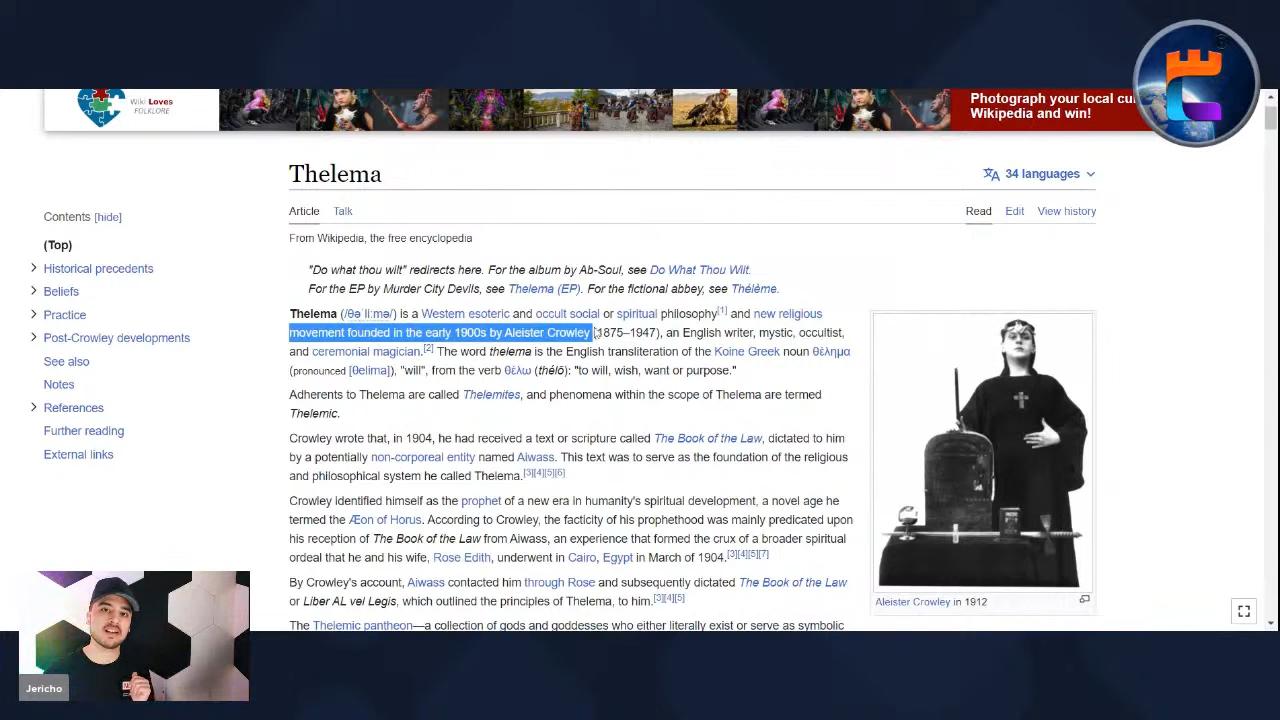 Wiki Loves
FOLKLORE
Photograph your local cu
Wikipedia and win!
Thelema
34 languages
Contents [hide]
(Top)
Historical precedents
Beliefs
Practice
Post-Crowley developments
See also
Notes
References
Further reading
External links
Article Talk
Read Edit View history
From Wikipedia, the free encyclopedia
"Do what thou wilt" redirects here. For the album by Ab-Soul, see Do What Thou Wilt.
For the EP by Murder City Devils, see Thelema (EP). For the fictional abbey, see Thélème.
Thelema (/θəˈliːmə/) is a Western esoteric and occult social or spiritual philosophy[1] and new religious
movement founded in the early 1900s by Aleister Crowley (1875–1947), an English writer, mystic, occultist,
and ceremonial magician.[2] The word thelema is the English transliteration of the Koine Greek noun θέλημα
(pronounced [θelima]), "will", from the verb θέλω (thélō): "to will, wish, want or purpose."
Adherents to Thelema are called Thelemites, and phenomena within the scope of Thelema are termed
Thelemic.
Crowley wrote that, in 1904, he had received a text or scripture called The Book of the Law, dictated to him
by a potentially non-corporeal entity named Aiwass. This text was to serve as the foundation of the religious
and philosophical system he called Thelema.[3][4][5][6]
Crowley identified himself as the prophet of a new era in humanity's spiritual development, a novel age he
termed the Æon of Horus. According to Crowley, the facticity of his prophethood was mainly predicated upon
his reception of The Book of the Law from Aiwass, an experience that formed the crux of a broader spiritual
ordeal that he and his wife, Rose Edith, underwent in Cairo, Egypt in March of 1904.[3][4][5][7]
By Crowley's account, Aiwass contacted him through Rose and subsequently dictated The Book of the Law
or Liber AL vel Legis, which outlined the principles of Thelema, to him.[3][4][5]
The Thelemic pantheon—a collection of gods and goddesses who either literally exist or serve as symbolic
Aleister Crowley in 1912
Jericho